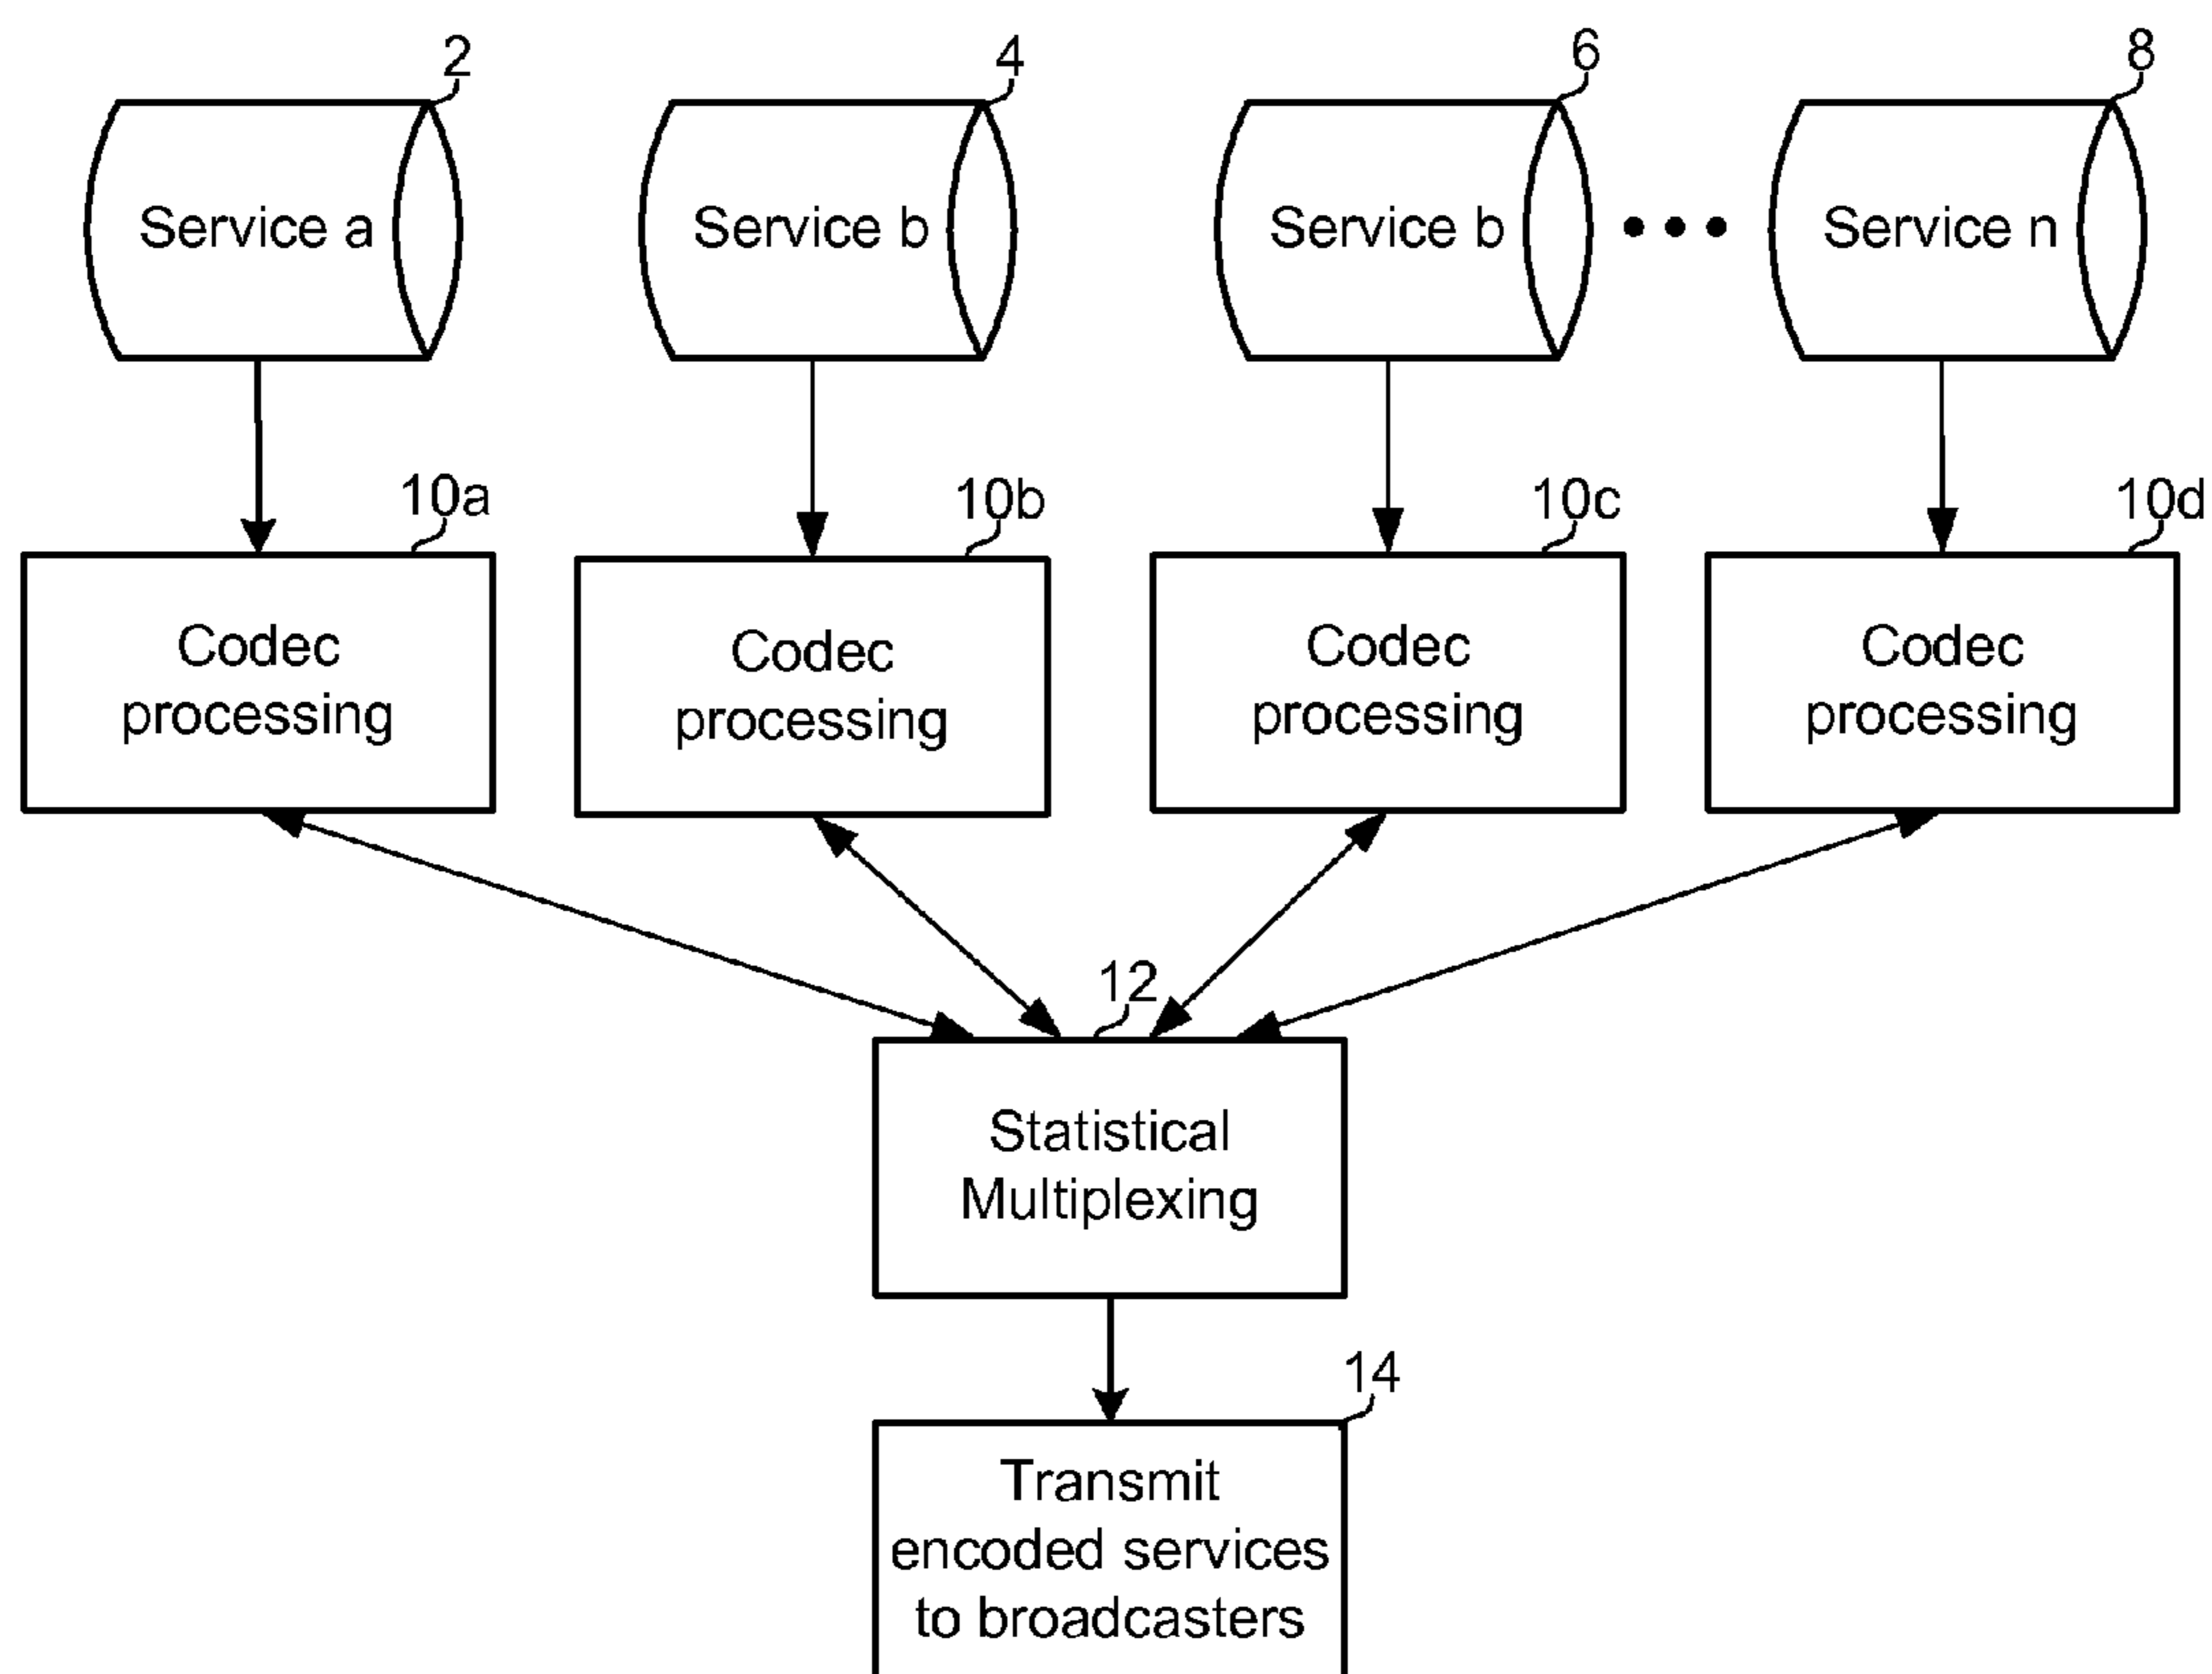 2
4
6
8
Service a
Service b
Service b
Service n
10a
10b
10c
10d
Codec
processing
Codec
processing
Codec
processing
Codec
processing
12
Statistical
Multiplexing
14
Transmit
encoded services
to broadcasters